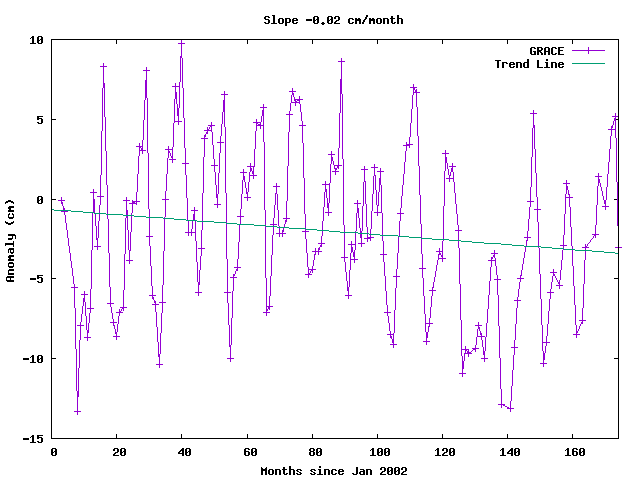 Slope -0.02 cm/month
GRACE
Trend Line
10
5
0
-5
-10
-15
Anomaly (cm)
0 20 40 60 80 100 120 140 160
Months since Jan 2002